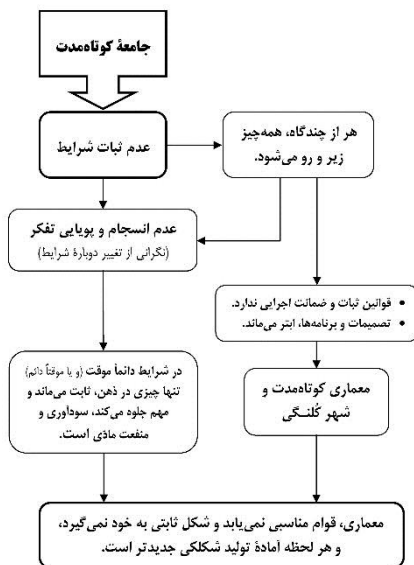 جامعهٔ کوتاه‌مدت
عدم ثبات شرایط
هر از چندگاه، همه‌چیز
زیر و رو می‌شود.
عدم انسجام و پویایی تفکر
(نگرانی از تغییر دوبارهٔ شرایط)
• قوانین ثبات و ضمانت اجرایی ندارد.
• تصمیمات و برنامه‌ها، ابتر می‌ماند.
در شرایط دائماً موقت (و یا موقتاً دائم)
تنها چیزی در ذهن، ثابت می‌ماند و
مهم جلوه می‌کند، سودآوری و
منفعت مادّی است.
معماری کوتاه‌مدت و
شهر کُلنـگی
معماری، قوام مناسبی نمی‌یابد و شکل ثابتی به خود نمی‌گیرد،
و هر لحظه آمادهٔ تولید شکلکی جدیدتر است.